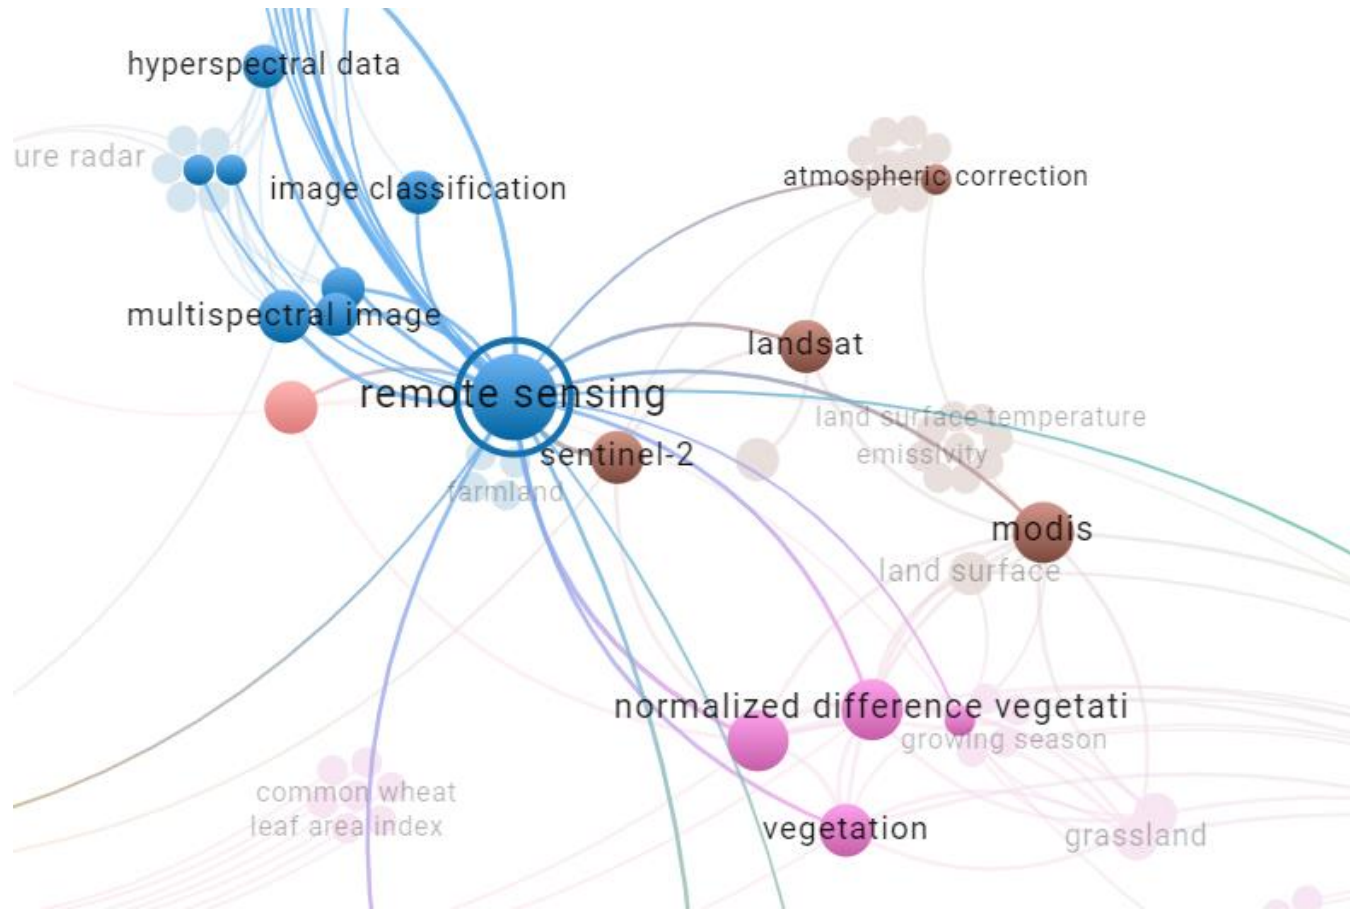 hyperspectral data
ure radar
image classification
atmospheric correction
multispectral image
landsat
remote sensing
land surface temperature
sentinel-2
emissivity
farmland
modis
land surface
normalized difference vegetati
growing season
common wheat
leaf area index
vegetation
grassland